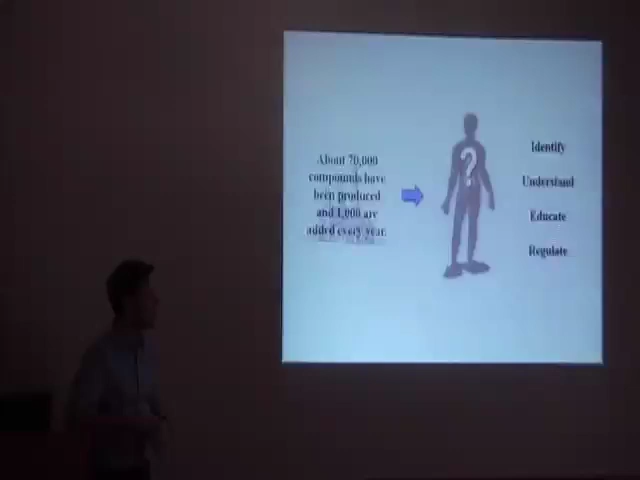 About 70,000
compounds have
been produced
and 1,000 are
added every year.
?
Identify
Understand
Educate
Regulate